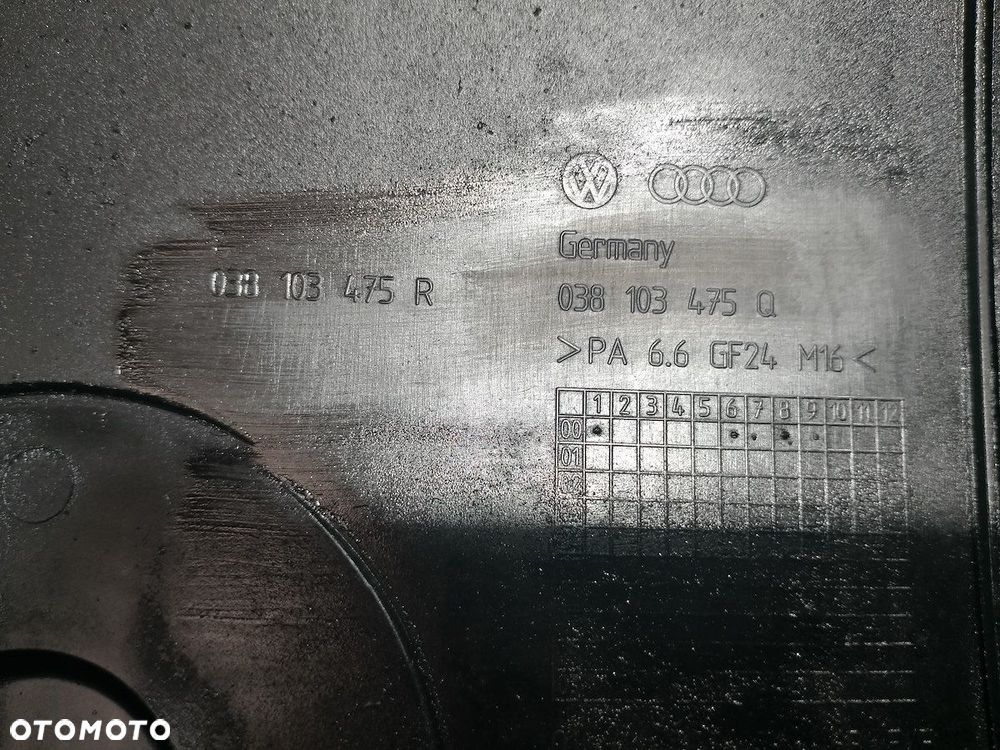 VW
Germany
038 103 475 R
038 103 475 Q
>PA 6.6 GF24 M16<
1 2 3 4 5 6 7 8 9 10 11 12
00
01
OTOMOTO